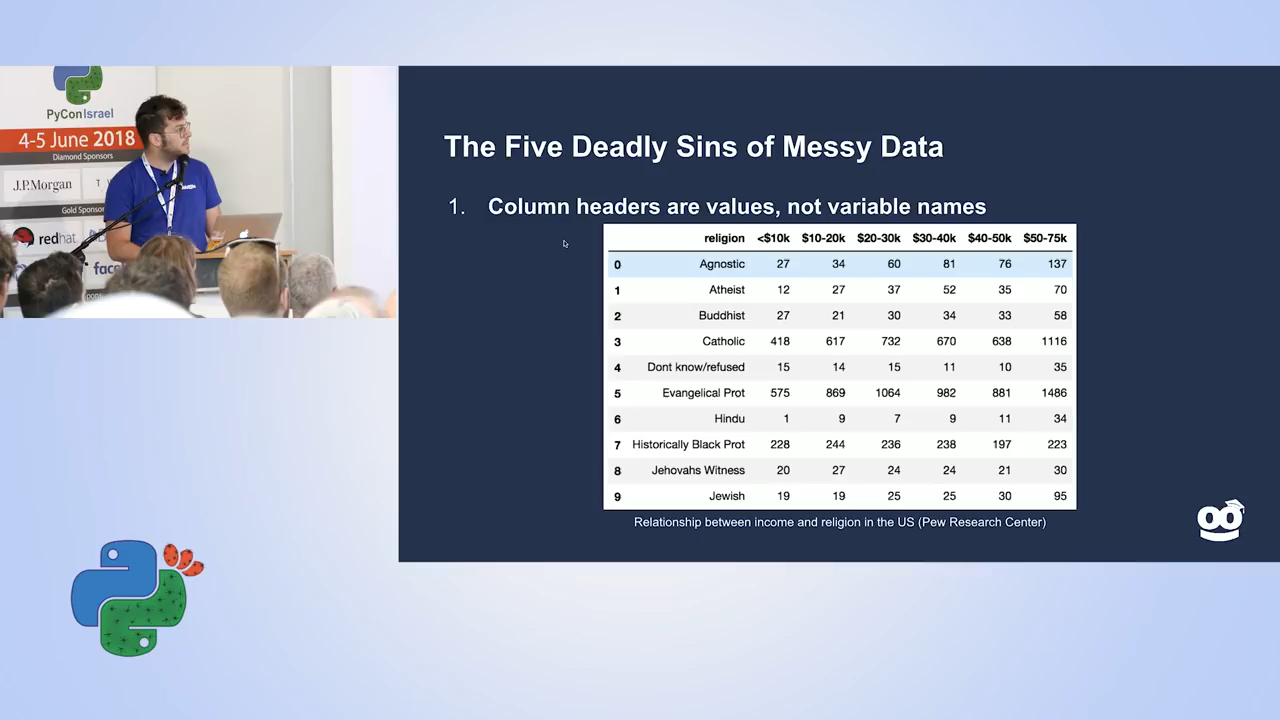 PyConIsrael
4-5 June 2018
Diamond Sponsors
J.P.Morgan
Gold Sponso
redhat
face
The Five Deadly Sins of Messy Data
1. Column headers are values, not variable names
religion <$10k $10-20k $20-30k $30-40k $40-50k $50-75k
0 Agnostic 27 34 60 81 76 137
1 Atheist 12 27 37 52 35 70
2 Buddhist 27 21 30 34 33 58
3 Catholic 418 617 732 670 638 1116
4 Dont know/refused 15 14 15 11 10 35
5 Evangelical Prot 575 869 1064 982 881 1486
6 Hindu 1 9 7 9 11 34
7 Historically Black Prot 228 244 236 238 197 223
8 Jehovahs Witness 20 27 24 24 21 30
9 Jewish 19 19 25 25 30 95
Relationship between income and religion in the US (Pew Research Center)